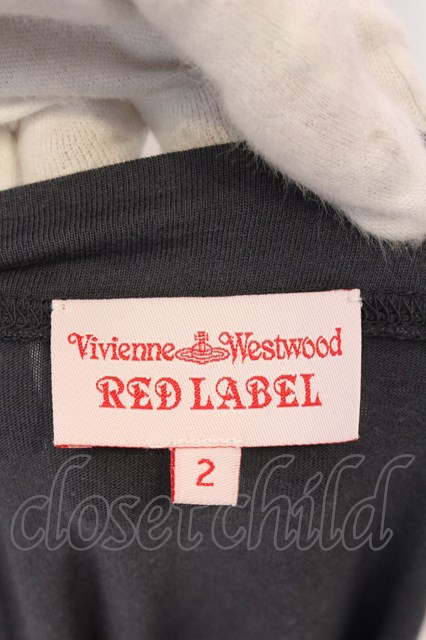 Vivienne Westwood
RED LABEL
2
closet child